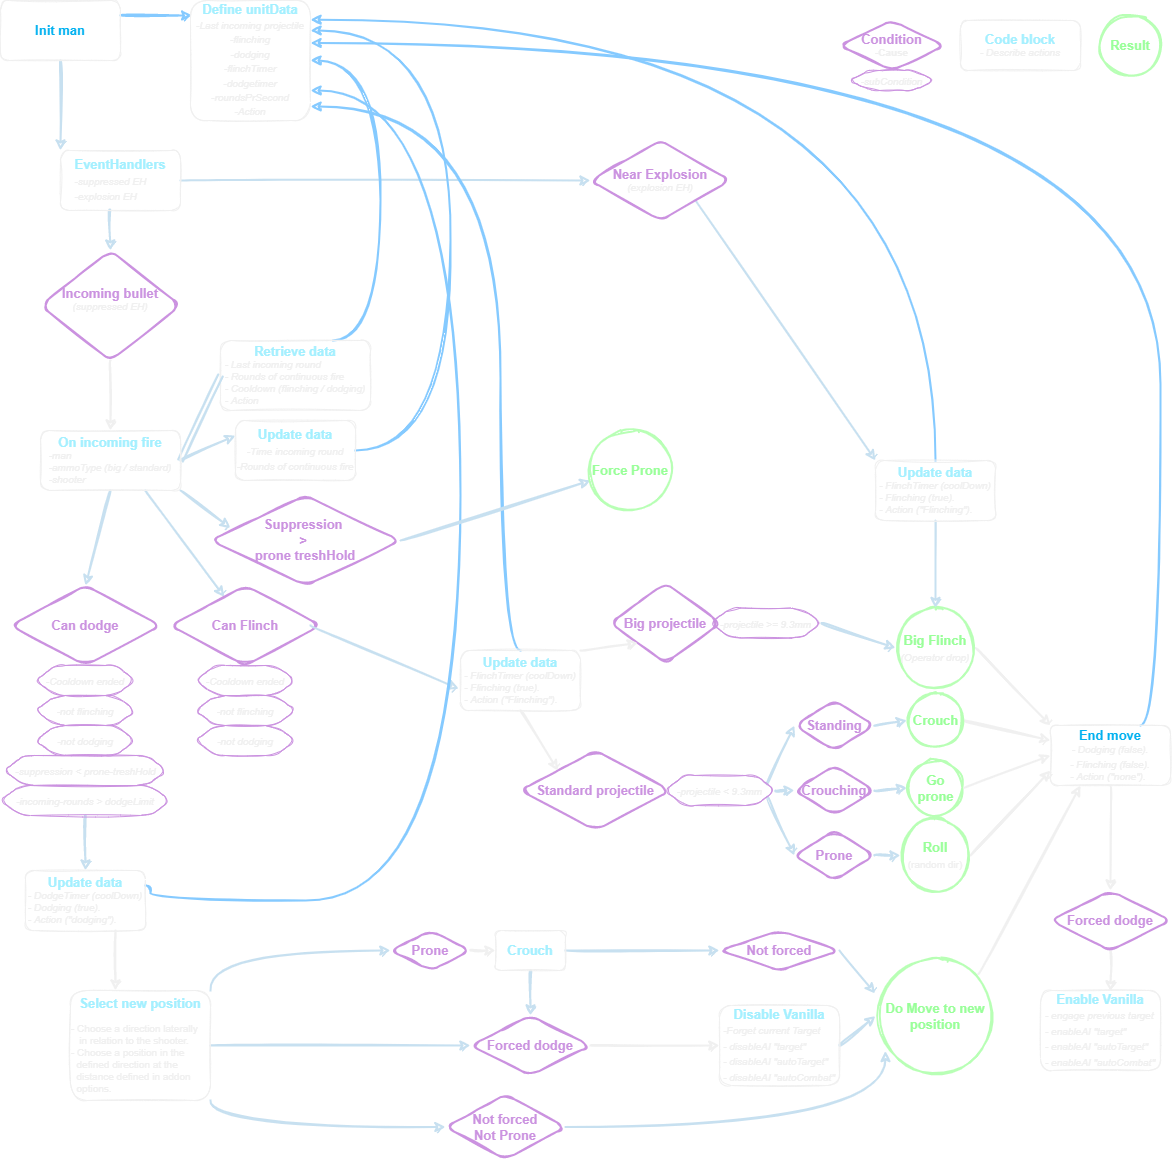 Init man
Define unitData
-Last incoming projectile
-flinching
-dodging
-flinchTimer
-dodgetimer
-roundsPrSecond
-Action
Condition
-Cause
-subCondition
Code block
- Describe actions
Result
EventHandlers
-suppressed EH
-explosion EH
Near Explosion
(explosion EH)
Incoming bullet
(suppressed EH)
Retrieve data
- Last incoming round
- Rounds of continuous fire
- Cooldown (flinching / dodging)
- Action
On incoming fire
-man
-ammoType (big / standard)
-shooter
Update data
-Time incoming round
-Rounds of continuous fire
Force Prone
Update data
- FlinchTimer (coolDown)
- Flinching (true).
- Action ("Flinching").
Suppression
>
prone treshHold
Can dodge
-Cooldown ended
-not flinching
-not dodging
-suppression < prone-treshHold
-incoming-rounds > dodgeLimit
Can Flinch
-Cooldown ended
-not flinching
-not dodging
Update data
- FlinchTimer (coolDown)
- Flinching (true).
- Action ("Flinching").
Big projectile
-projectile >= 9.3mm
Big Flinch
(Operator drop)
Standard projectile
-projectile < 9.3mm
Standing
Crouch
Crouching
Go
prone
Prone
Roll
(random dir)
End move
- Dodging (false).
- Flinching (false).
- Action ("none")
Update data
- DodgeTimer (coolDown)
- Dodging (true).
- Action ("dodging").
Forced dodge
Prone
Crouch
Not forced
Select new position
- Choose a direction laterally
in relation to the shooter.
- Choose a position in the
defined direction at the
distance defined in addon
options.
Forced dodge
Disable Vanilla
-Forget current Target
- disableAI "target"
- disableAI "autoTarget"
- disableAI "autoCombat"
Do Move to new
position
Enable Vanilla
- engage previous target
- enableAI "target"
- enableAI "autoTarget"
- enableAI "autoCombat"
Not forced
Not Prone